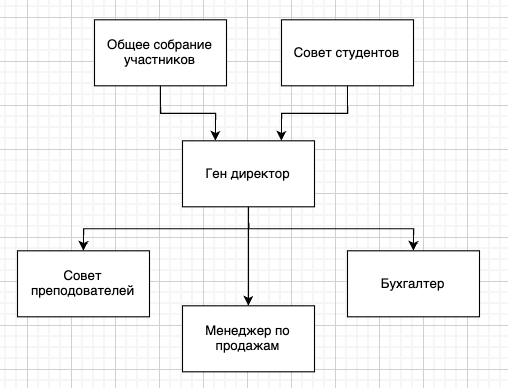 Общее собрание
участников
Совет студентов
Ген директор
Совет
преподователей
Менеджер по
продажам
Бухгалтер